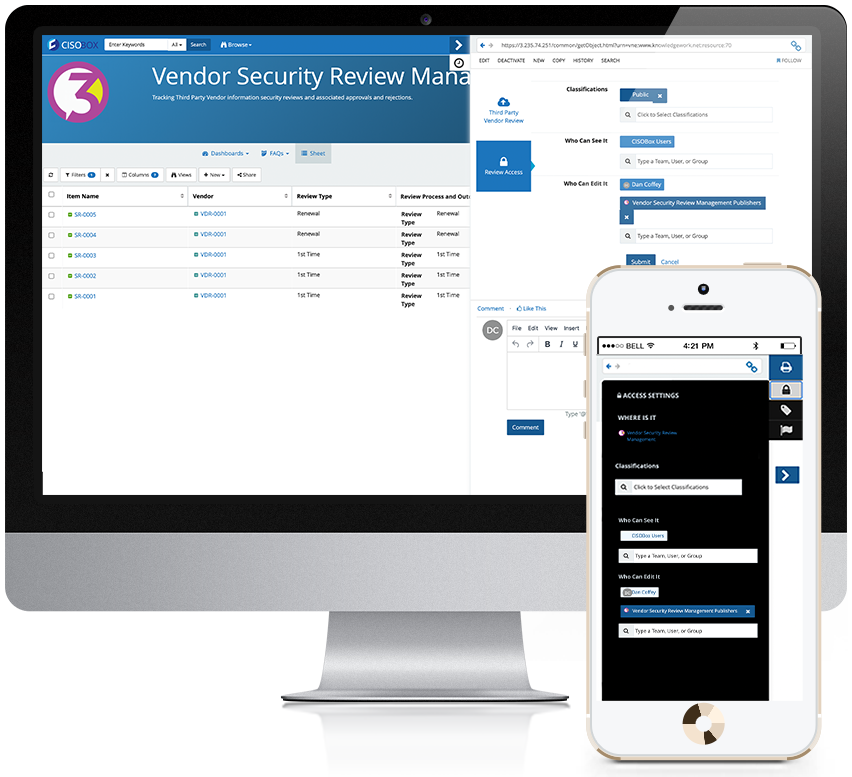 CISOBOX
Enter Keywords
All
Search
Browse
Vendor Security Review Mana
Tracking Third Party Vendor information security reviews and associated approvals and rejections.
Dashboards
FAQs
Sheet
Filters 1
Columns 4
Views
New
Share
Item Name Vendor Review Type Review Process and Out
SR-0005 VDR-0001 Renewal Review Type Renewal
SR-0004 VDR-0001 Renewal Review Type Renewal
SR-0003 VDR-0001 1st Time Review Type 1st Time
SR-0002 VDR-0001 1st Time Review Type 1st Time
SR-0001 VDR-0001 1st Time Review Type 1st Time
https://3.235.74.251/common/getObject.html?urn=vne:www.knowledgework.net:resource:70
EDIT DEACTIVATE NEW COPY HISTORY SEARCH FOLLOW
Third Party
Vendor Review
Review Access
Classifications
Public x
Click to Select Classifications
Who Can See It
CISOBox Users
Type a Team, User, or Group
Who Can Edit It
Dan Coffey
Vendor Security Review Management Publishers
x
Type a Team, User, or Group
Submit Cancel
Comment Like This
DC
File Edit View Insert
B I U
Type '@
Comment
BELL 4:21 PM
ACCESS SETTINGS
WHERE IS IT
Vendor Security Review
Management
Classifications
Click to Select Classifications
Who Can See It
CISOBox Users
Type a Team, User, or Group
Who Can Edit It
DC Dan Coffey
Vendor Security Review Management Publishers x
Type a Team, User, or Group